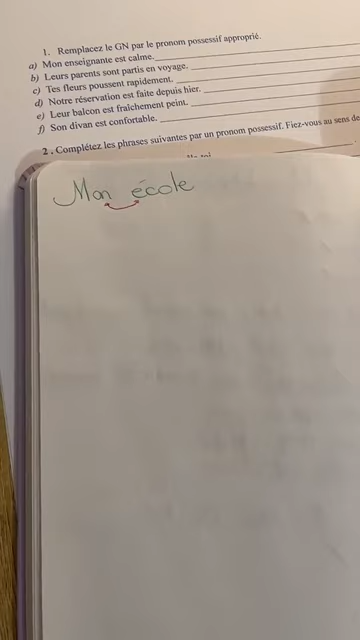 1. Remplacez le GN par le pronom possessif approprié.
a) Mon enseignante est calme.
b) Leurs parents sont partis en voyage.
c) Tes fleurs poussent rapidement.
d) Notre réservation est faite depuis hier.
e) Leur balcon est fraîchement peint.
f) Son divan est confortable.
2. Complétez les phrases suivantes par un pronom possessif. Fiez-vous au sens de
Mon école